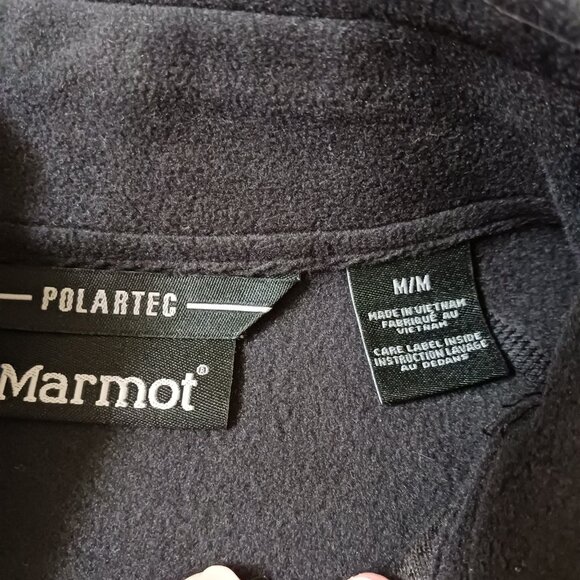 POLARTEC
Marmot®
M/M
MADE IN VIETNAM
FABRIQUÉ AU
VIETNAM
CARE LABEL INSIDE
INSTRUCTION LAVAGE
AU DEDANS